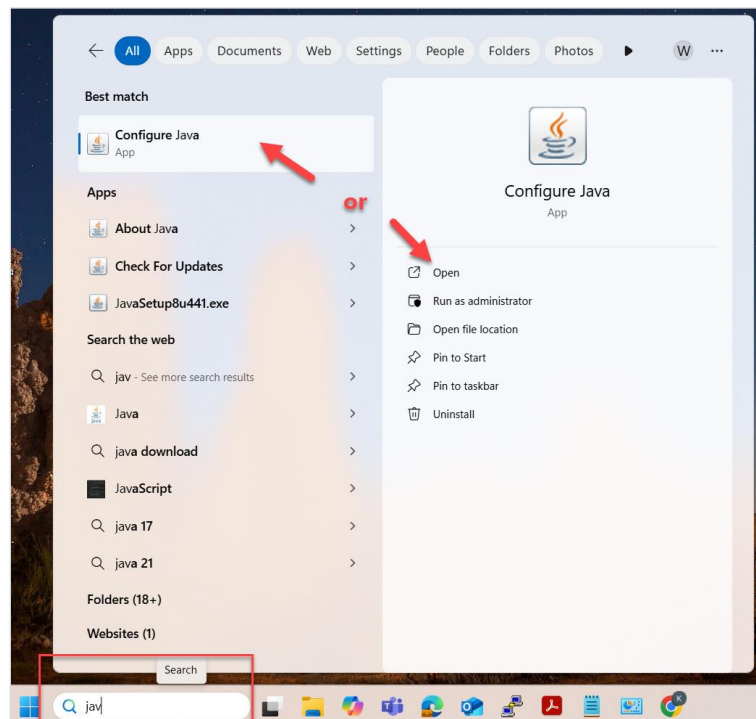 All Apps Documents Web Settings People Folders Photos W ...
Best match
Configure Java
App
Apps
About Java
Check For Updates
JavaSetup8u441.exe
Search the web
jav - See more search results
Java
java download
JavaScript
java 17
java 21
Folders (18+)
Websites (1)
or
Configure Java
App
Open
Run as administrator
Open file location
Pin to Start
Pin to taskbar
Uninstall
Search
jav
K